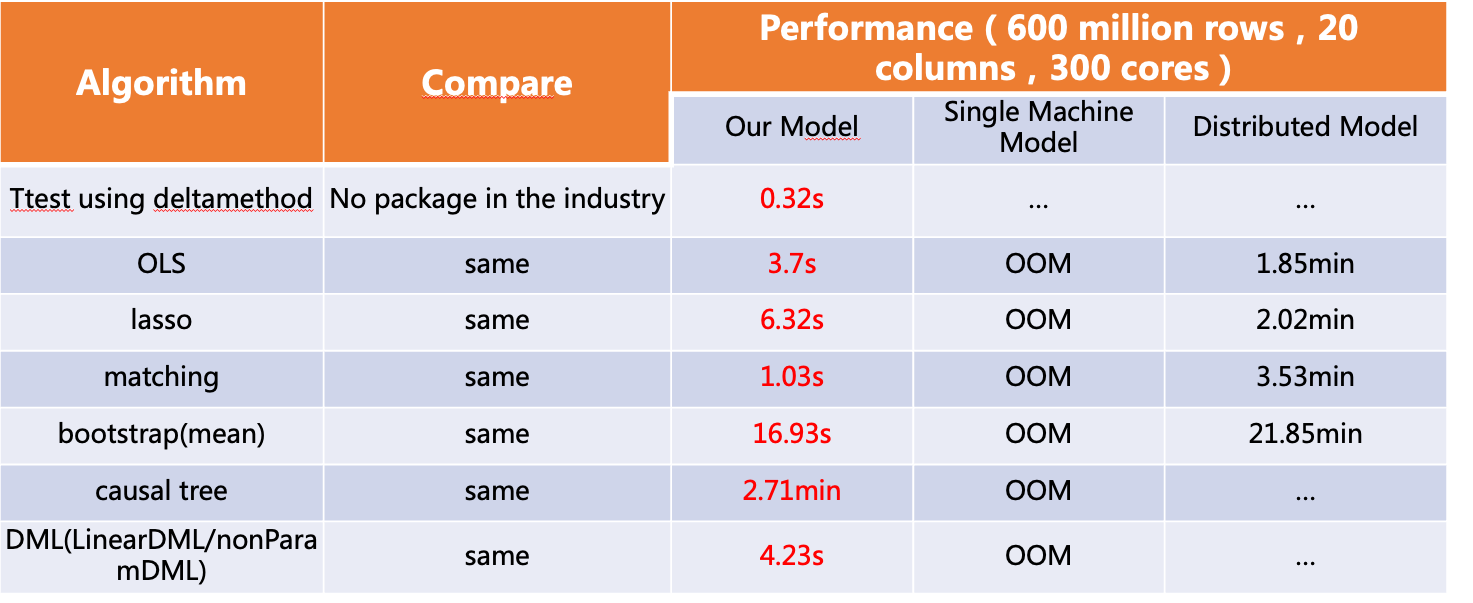 Algorithm
Compare
Performance ( 600 million rows , 20
columns , 300 cores )
Our Model
Single Machine
Model
Distributed Model
Ttest using deltamethod
No package in the industry
0.32s
...
...
OLS
same
3.7s
OOM
1.85min
lasso
same
6.32s
OOM
2.02min
matching
same
1.03s
OOM
3.53min
bootstrap(mean)
same
16.93s
OOM
21.85min
causal tree
same
2.71min
OOM
...
DML(LinearDML/nonPara
mDML)
same
4.23s
OOM
...